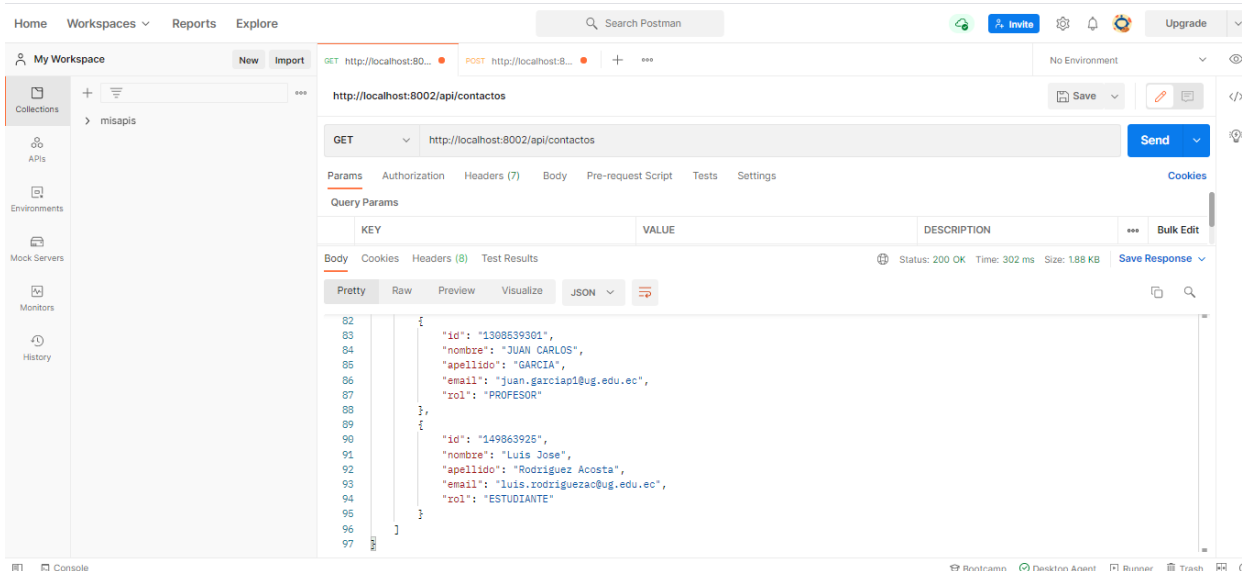 Home Workspaces Reports Explore Search Postman Invite Upgrade
My Workspace New Import GET http://localhost:80... POST http://localhost:8... No Environment
Collections
APIs
Environments
Mock Servers
Monitors
History
misapis
http://localhost:8002/api/contactos Save
GET http://localhost:8002/api/contactos Send
Params Authorization Headers (7) Body Pre-request Script Tests Settings Cookies
Query Params
KEY VALUE DESCRIPTION Bulk Edit
Body Cookies Headers (8) Test Results Status: 200 OK Time: 302 ms Size: 1.88 KB Save Response
Pretty Raw Preview Visualize JSON
82 {
83 "id": "1308539301",
84 "nombre": "JUAN CARLOS",
85 "apellido": "GARCIA",
86 "email": "juan.garciap1@ug.edu.ec",
87 "rol": "PROFESOR"
88 },
89 {
90 "id": "149863925",
91 "nombre": "Luis Jose",
92 "apellido": "Rodriguez Acosta",
93 "email": "luis.rodriguezac@ug.edu.ec",
94 "rol": "ESTUDIANTE"
95 }
96 ]
97 }
Console Bootcamp Desktop Agent Runner Trash